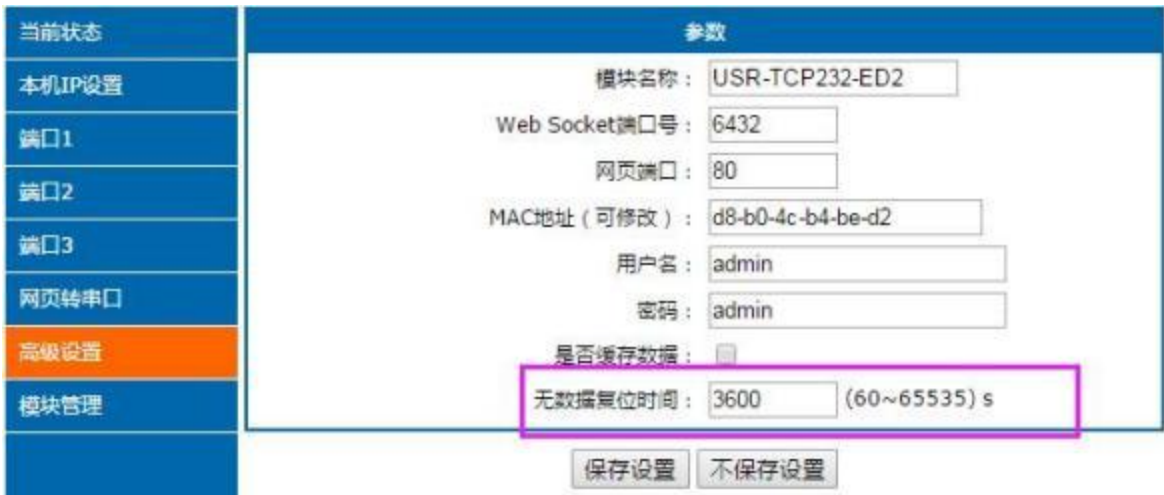 当前状态
本机IP设置
端口1
端口2
端口3
网页转串口
高级设置
模块管理
参数
模块名称： USR-TCP232-ED2
Web Socket端口号： 6432
网页端口： 80
MAC地址（可修改）： d8-b0-4c-b4-be-d2
用户名： admin
密码： admin
是否缓存数据：
无数据复位时间： 3600 (60~65535) s
保存设置 不保存设置